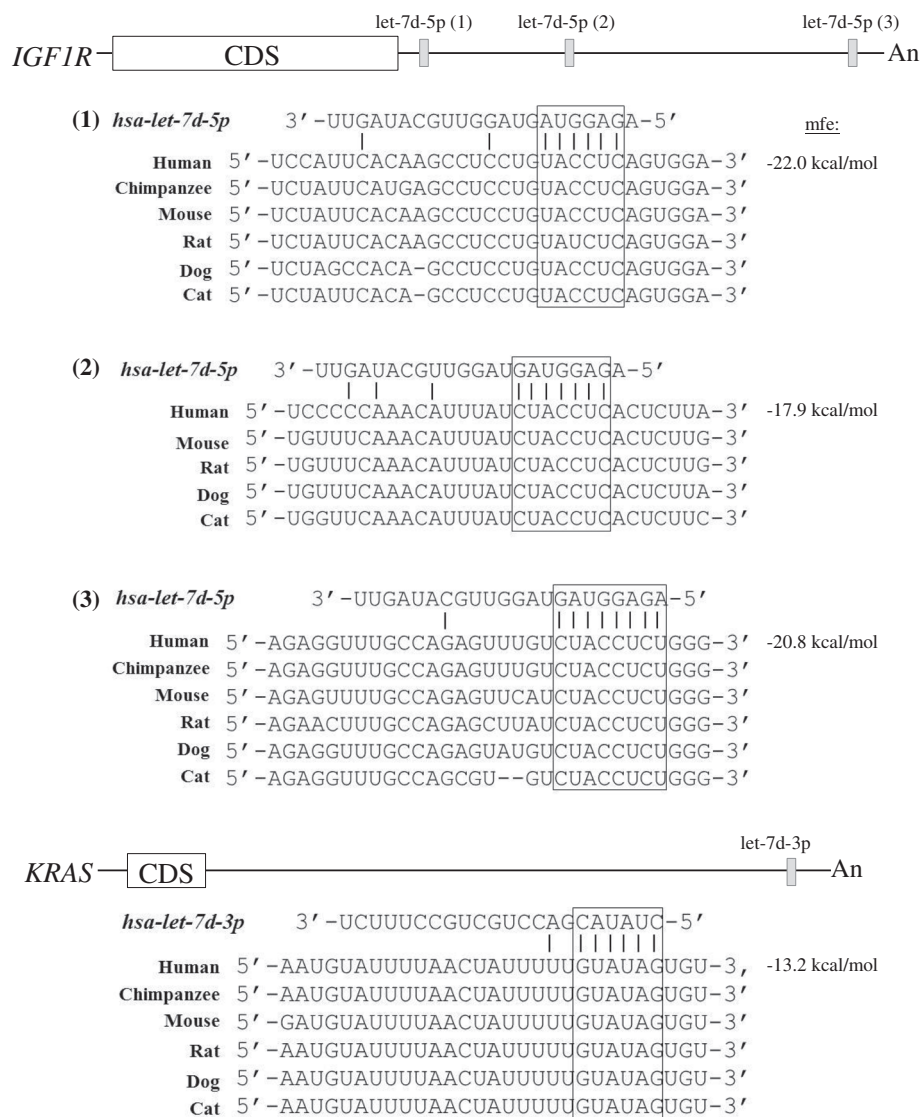 let-7d-5p (1) let-7d-5p (2) let-7d-5p (3)
IGF1R CDS An
(1) hsa-let-7d-5p 3′-UUGAUACGUUGGAUGAUGGAGA-5′ mfe:
Human 5′-UCCAUUCACAAGCCUCCUGUACCUCAGUGGA-3′ -22.0 kcal/mol
Chimpanzee 5′-UCUAUUCAUGAGCCUCCUGUACCUCAGUGGA-3′
Mouse 5′-UCUAUUCACAAGCCUCCUGUACCUCAGUGGA-3′
Rat 5′-UCUAUUCACAAGCCUCCUGUAUCUCAGUGGA-3′
Dog 5′-UCUAGCCACA-GCCUCCUGUACCUCAGUGGA-3′
Cat 5′-UCUAUUCACA-GCCUCCUGUACCUCAGUGGA-3′
(2) hsa-let-7d-5p 3′-UUGAUACGUUGGAUGAUGGAGA-5′
Human 5′-UCCCCCAAACAUUUAUCUACCUCACUCUUA-3′ -17.9 kcal/mol
Mouse 5′-UGUUUCAAACAUUUAUCUACCUCACUCUUG-3′
Rat 5′-UGUUUCAAACAUUUAUCUACCUCACUCUUG-3′
Dog 5′-UGUUUCAAACAUUUAUCUACCUCACUCUUA-3′
Cat 5′-UGGUUCAAACAUUUAUCUACCUCACUCUUC-3′
(3) hsa-let-7d-5p 3′-UUGAUACGUUGGAUGAUGGAGA-5′
Human 5′-AGAGGUUUGCCAGAGUUUGUCUACCUCUGGG-3′ -20.8 kcal/mol
Chimpanzee 5′-AGAGGUUUGCCAGAGUUUGUCUACCUCUGGG-3′
Mouse 5′-AGAGUUUUGCCAGAGUUCAUCUACCUCUGGG-3′
Rat 5′-AGAACUUUGCCAGAGCUUAUCUACCUCUGGG-3′
Dog 5′-AGAGGUUUGCCAGAGUAUGUCUACCUCUGGG-3′
Cat 5′-AGAGGUUUGCCAGCGU--GUCUACCUCUGGG-3′
let-7d-3p
KRAS CDS An
hsa-let-7d-3p 3′-UCUUUCCGUCGUCCAGCAUAUC-5′
Human 5′-AAUGUAUUUUAACUAUUUUUGUAUAGUGU-3, -13.2 kcal/mol
Chimpanzee 5′-AAUGUAUUUUAACUAUUUUUGUAUAGUGU-3′
Mouse 5′-GAUGUAUUUUAACUAUUUUUGUAUAGUGU-3′
Rat 5′-AAUGUAUUUUAACUAUUUUUGUAUAGUGU-3′
Dog 5′-AAUGUAUUUUAACUAUUUUUGUAUAGUGU-3′
Cat 5′-AAUGUAUUUUAACUAUUUUUGUAUAGUGU-3′